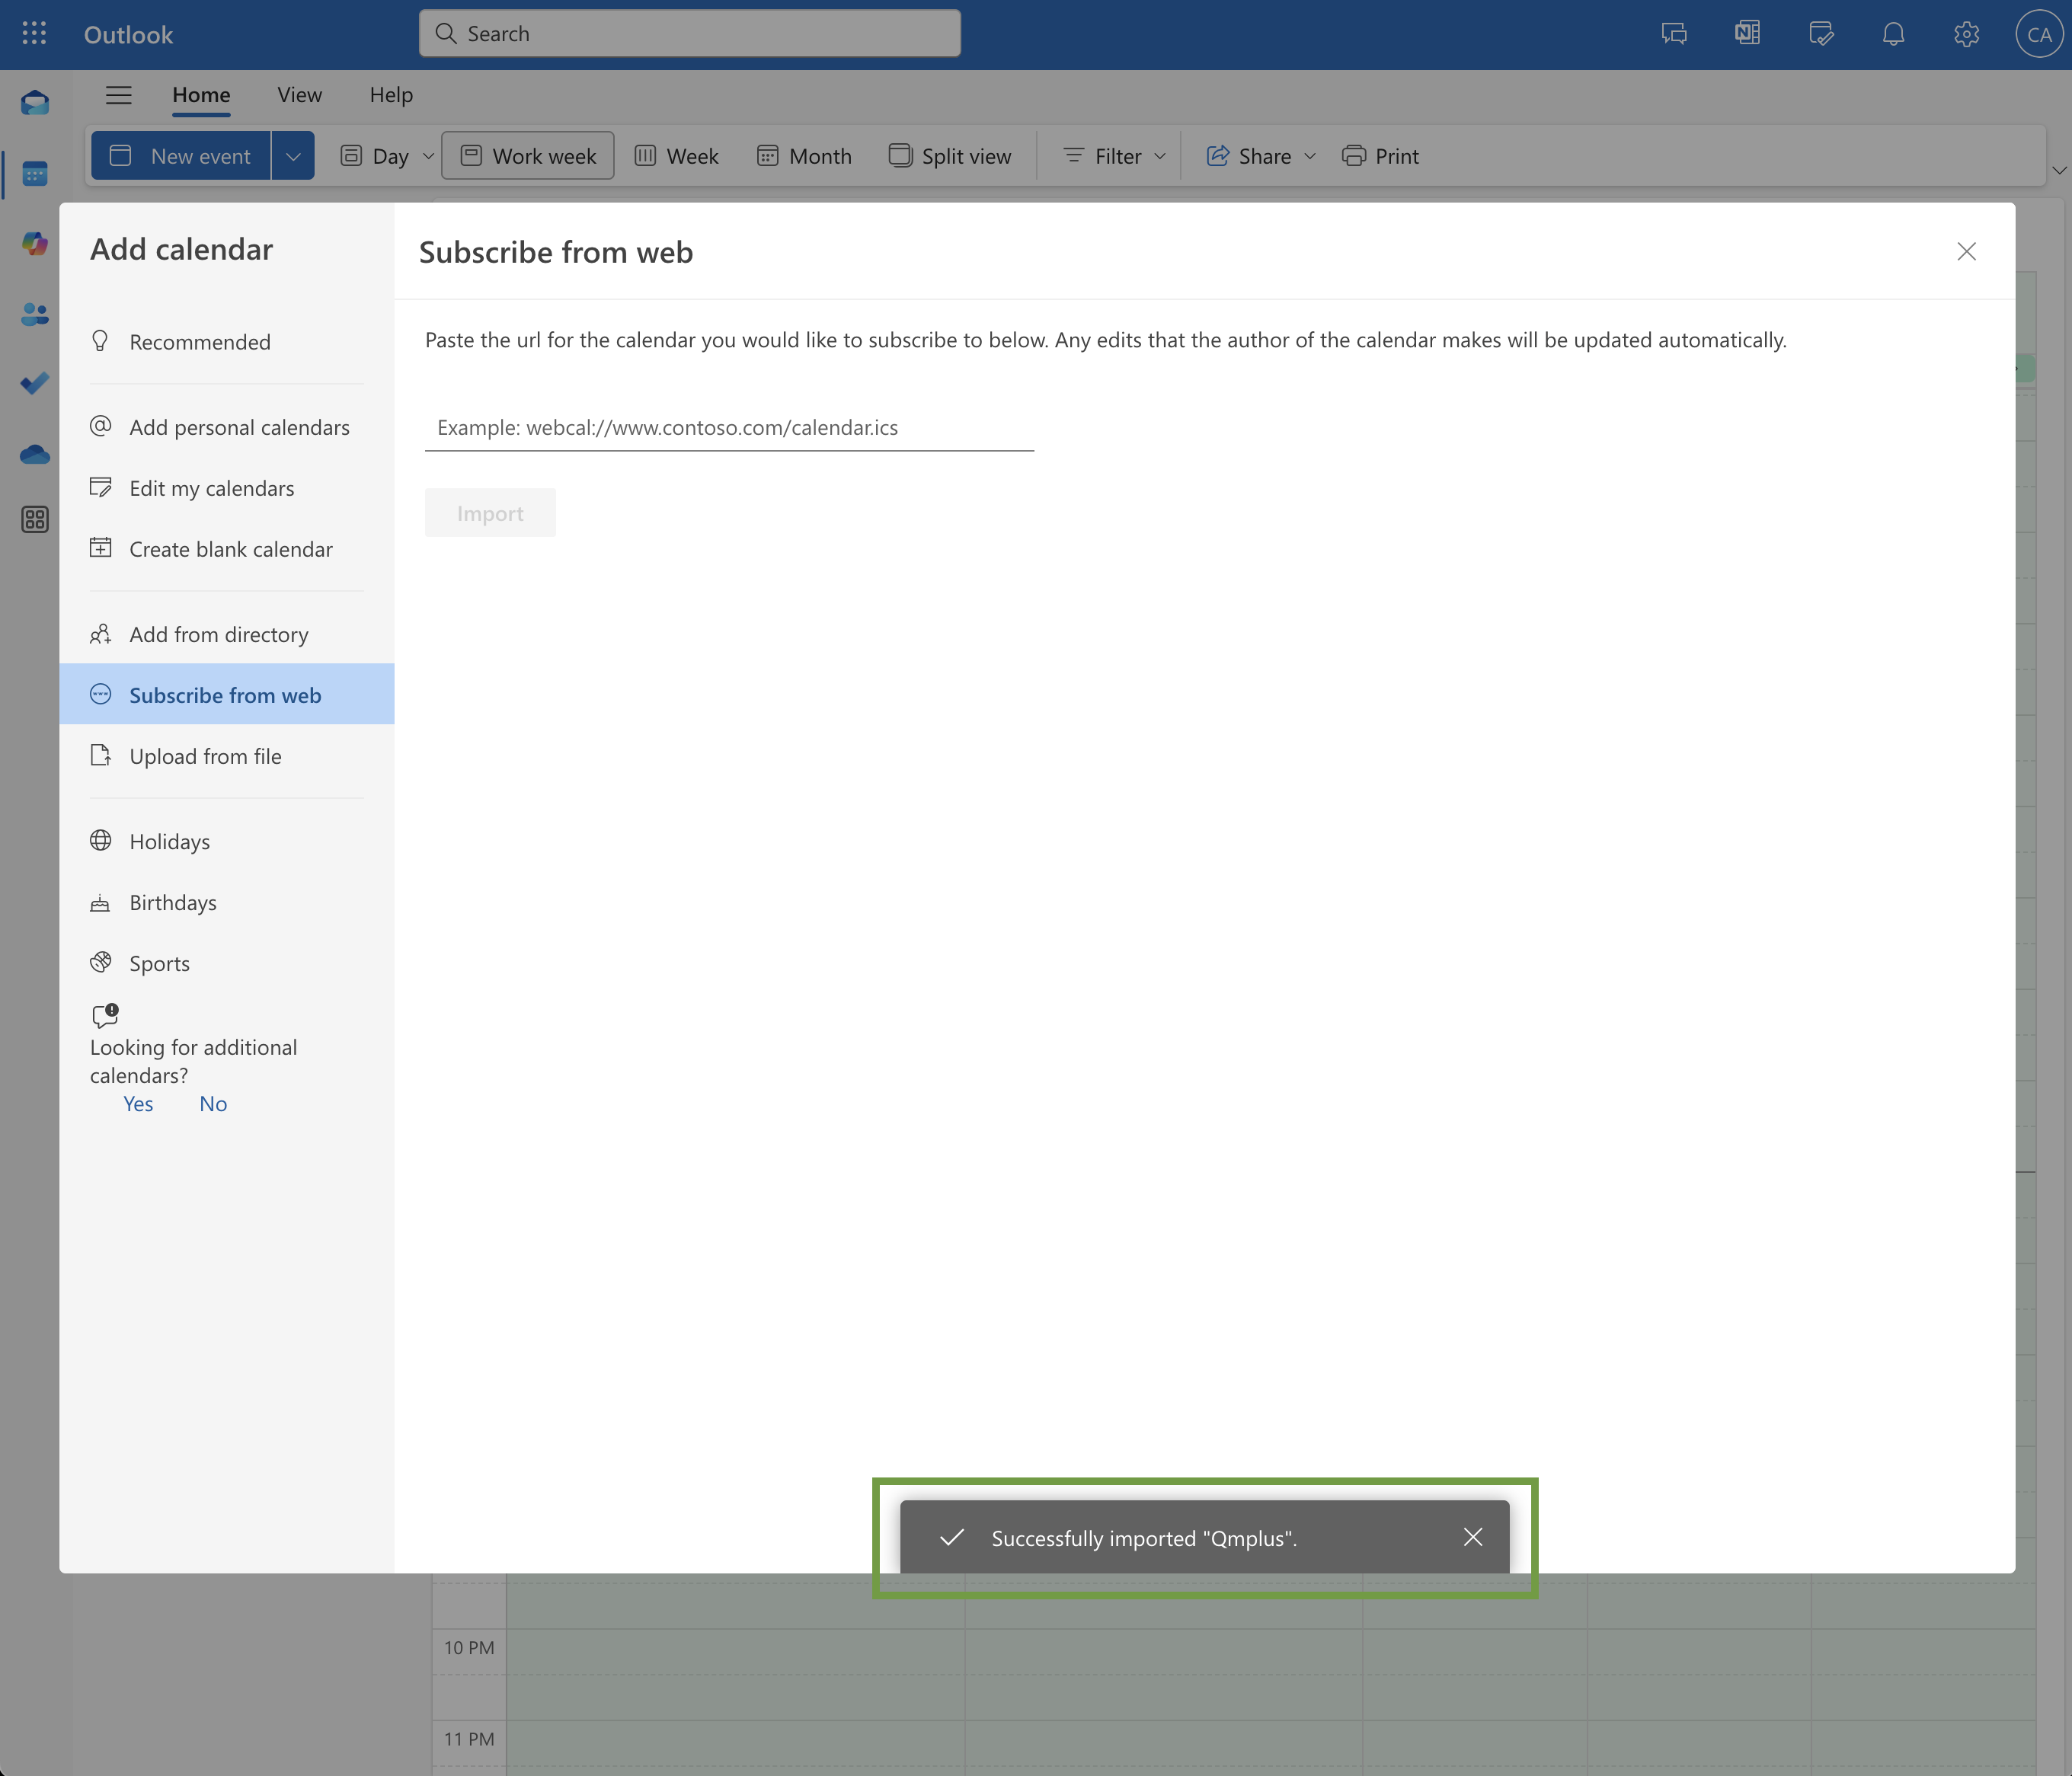 Outlook
Search
CA
Home View Help
New event Day Work week Week Month Split view Filter Share Print
Add calendar
Recommended
Add personal calendars
Edit my calendars
Create blank calendar
Add from directory
Subscribe from web
Upload from file
Holidays
Birthdays
Sports
Looking for additional
calendars?
Yes No
Subscribe from web
Paste the url for the calendar you would like to subscribe to below. Any edits that the author of the calendar makes will be updated automatically.
Example: webcal://www.contoso.com/calendar.ics
Import
Successfully imported "Qmplus".
10 PM
11 PM